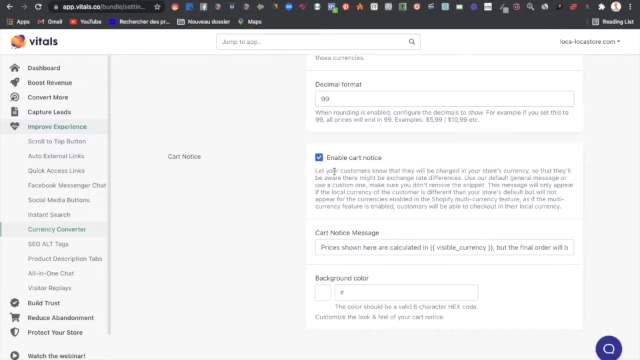 app.vitals.co/bundle/settin...
Apps
Gmail
YouTube
Rechercher des pr...
Nouveau dossier
Maps
»
Reading List
vitals
Jump to app...
loca-locastore.com
Dashboard
Boost Revenue
Convert More
Capture Leads
Improve Experience
Scroll to Top Button
Auto External Links
Quick Access Links
Facebook Messenger Chat
Social Media Buttons
Instant Search
Currency Converter
SEO ALT Tags
Product Description Tabs
All-in-One Chat
Visitor Replays
Build Trust
Reduce Abandonment
Protect Your Store
Watch the webinar!
those currencies.
Decimal format
99
When rounding is enabled, configure the decimals to show. For example if you set this to
99, all prices will end in 99. Examples: $5,99 / $10,99 etc.
Cart Notice
Enable cart notice
Let your customers know that they will be charged in your store's currency, so that they'll
be aware there might be exchange rate differences. Use our default general message or
use a custom one, make sure you don't remove the snippet. This message will only appear
if the local currency of the customer is different than your store's default but will not
appear for the currencies enabled in the Shopify multi-currency feature, as if the multi-
currency feature is enabled, customers will be able to checkout in their local currency.
Cart Notice Message
Prices shown here are calculated in {{ visible_currency }}, but the final order will b
Background color
#
The color should be a valid 6 character HEX code.
Customize the look & feel of your cart notice.